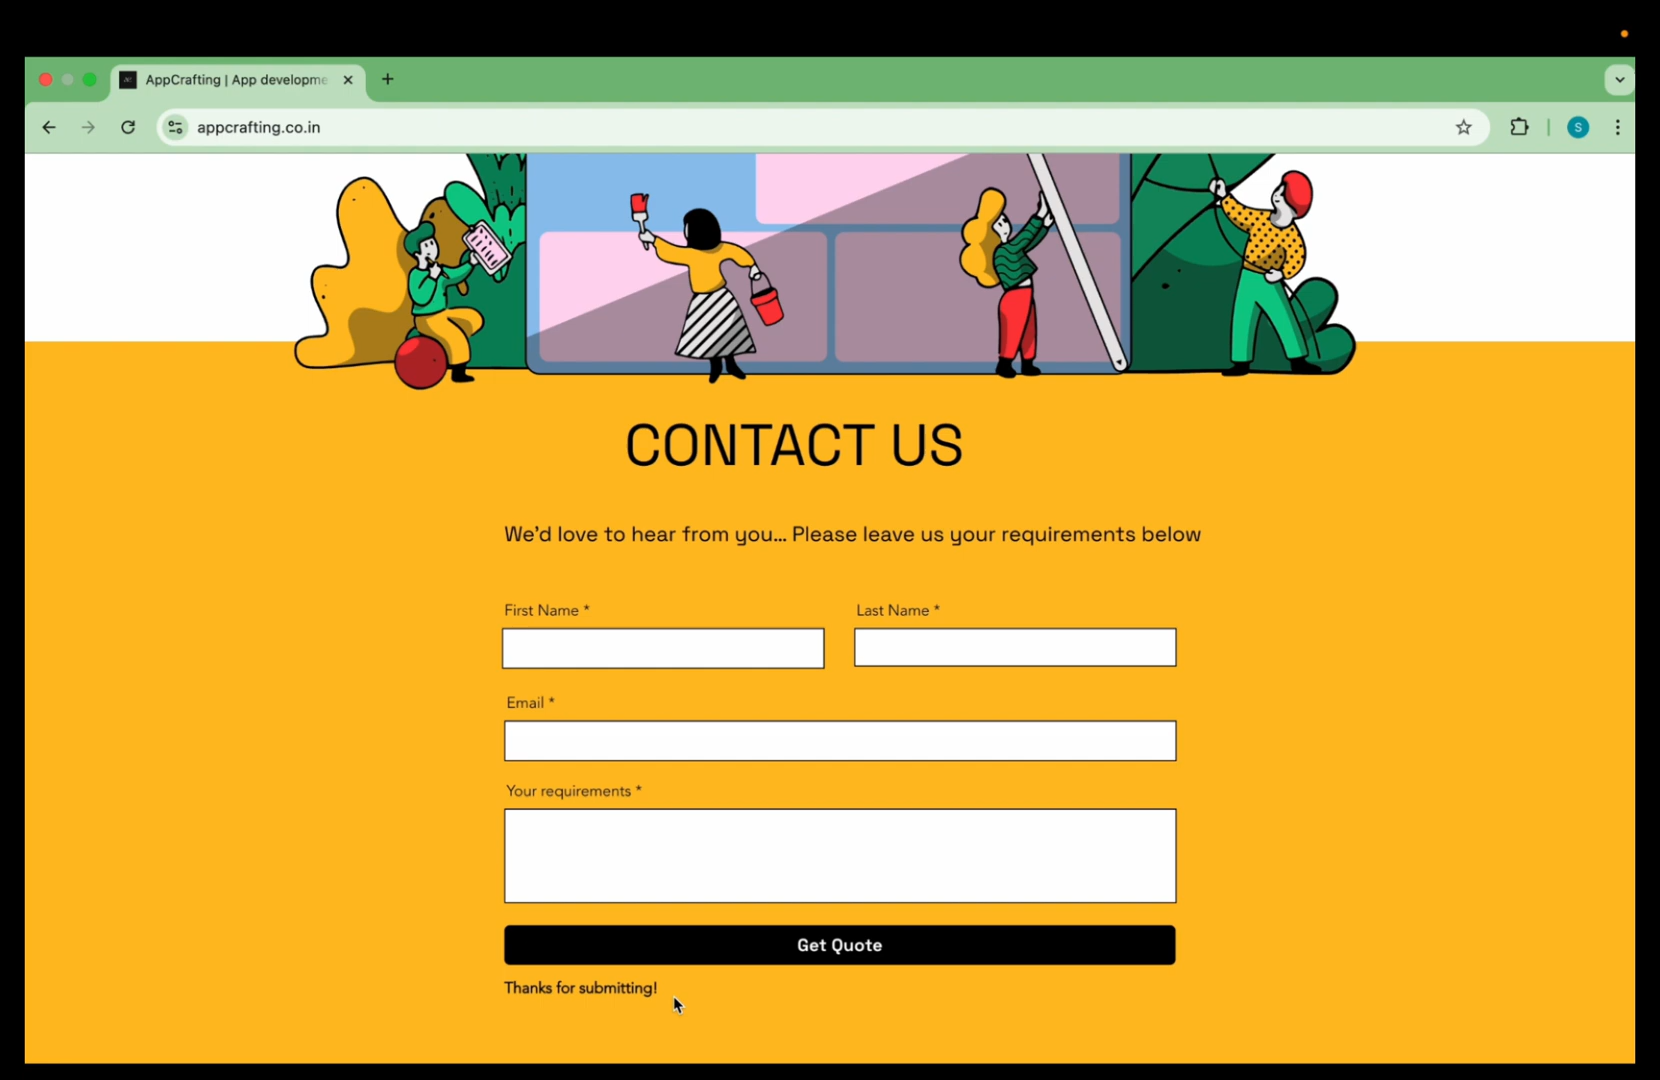 AppCrafting | App developme
appcrafting.co.in
S
CONTACT US
We'd love to hear from you... Please leave us your requirements below
First Name * Last Name *
Email *
Your requirements *
Get Quote
Thanks for submitting!